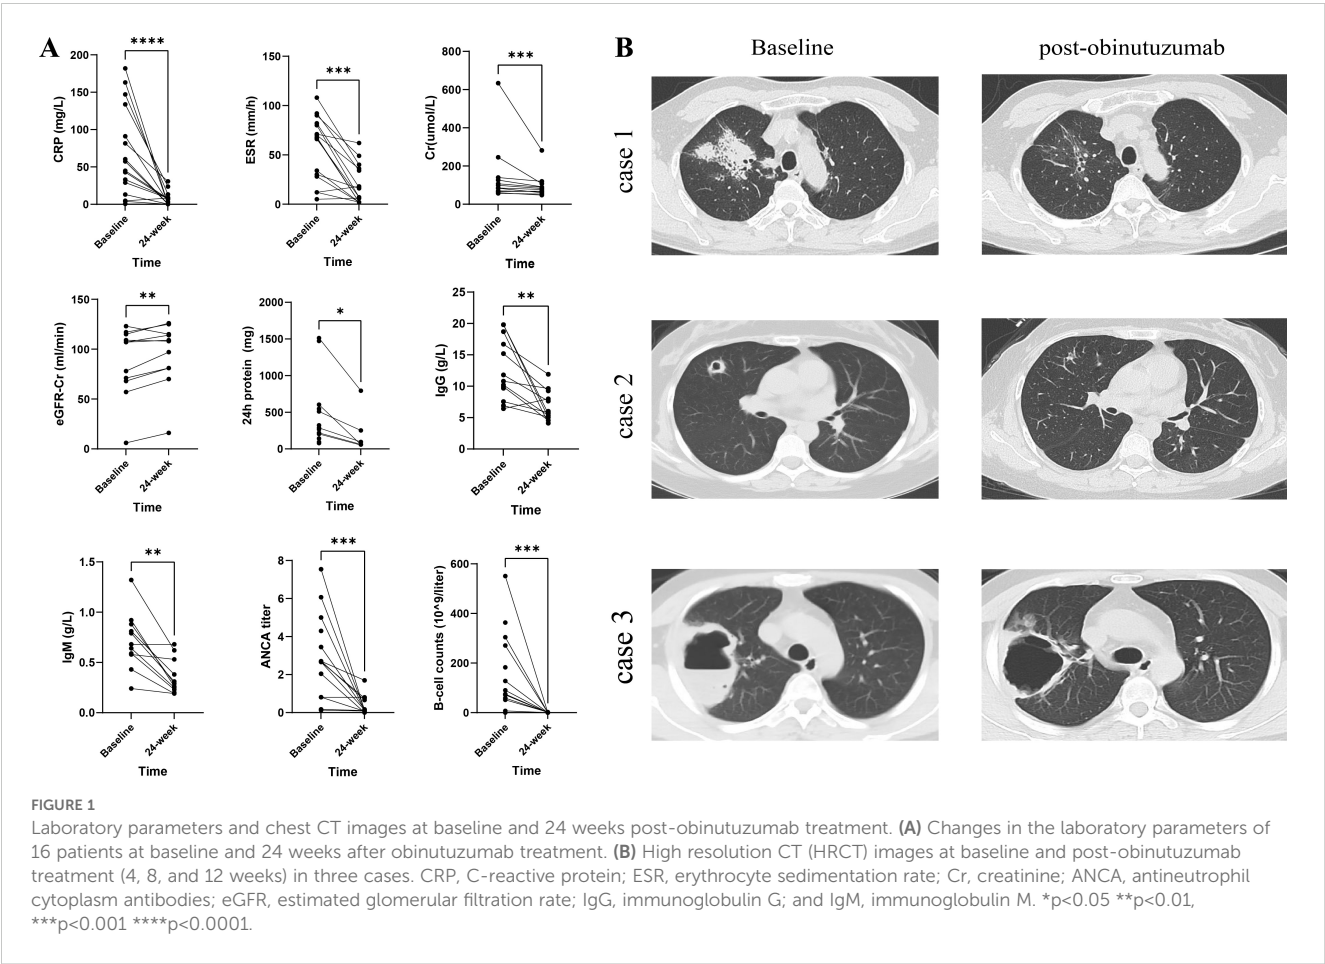 A
B
Baseline
post-obinutuzumab
case 1
case 2
case 3
****
CRP (mg/L)
200
150
100
50
0
Baseline
24-week
Time
***
ESR (mm/h)
150
100
50
0
Baseline
24-week
Time
***
Cr(umol/L)
800
600
400
200
0
Baseline
24-week
Time
**
eGFR-Cr (ml/min)
150
100
50
0
Baseline
24-week
Time
*
24h protein (mg)
2000
1500
1000
500
0
Baseline
24-week
Time
**
IgG (g/L)
25
20
15
10
5
0
Baseline
24-week
Time
**
IgM (g/L)
1.5
1.0
0.5
0.0
Baseline
24-week
Time
***
ANCA titer
8
6
4
2
0
Baseline
24-week
Time
***
B-cell counts (10^9/liter)
600
400
200
0
Baseline
24-week
Time
FIGURE 1
Laboratory parameters and chest CT images at baseline and 24 weeks post-obinutuzumab treatment. (A) Changes in the laboratory parameters of
16 patients at baseline and 24 weeks after obinutuzumab treatment. (B) High resolution CT (HRCT) images at baseline and post-obinutuzumab
treatment (4, 8, and 12 weeks) in three cases. CRP, C-reactive protein; ESR, erythrocyte sedimentation rate; Cr, creatinine; ANCA, antineutrophil
cytoplasm antibodies; eGFR, estimated glomerular filtration rate; IgG, immunoglobulin G; and IgM, immunoglobulin M. *p<0.05 **p<0.01,
***p<0.001 ****p<0.0001.